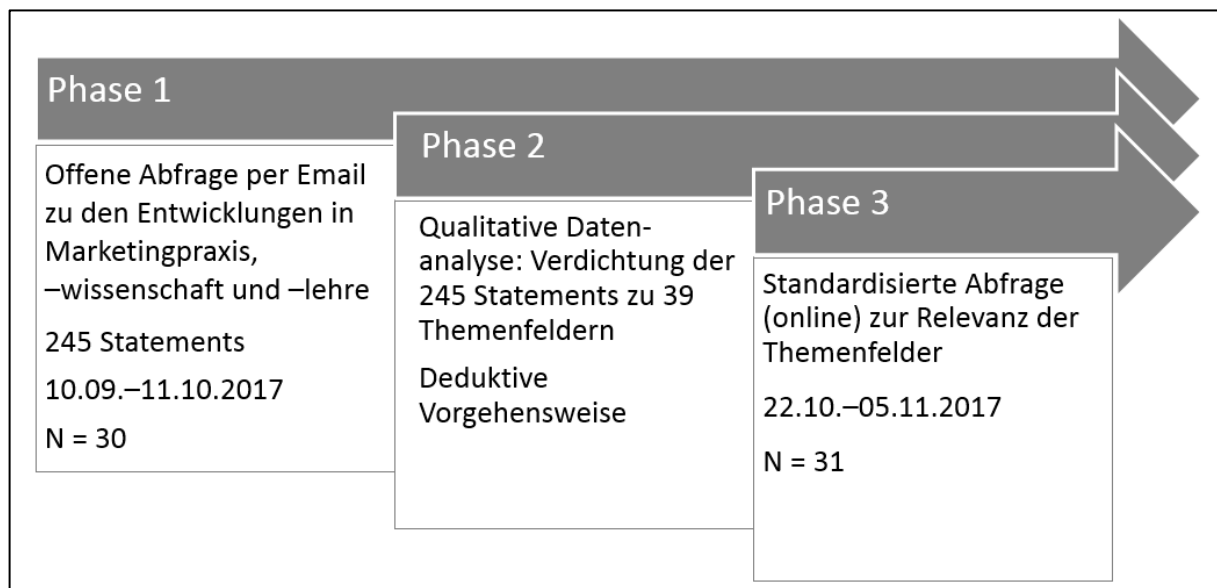 Phase 1
Offene Abfrage per Email
zu den Entwicklungen in
Marketingpraxis,
–wissenschaft und –lehre
245 Statements
10.09.–11.10.2017
N = 30
Phase 2
Qualitative Daten-
analyse: Verdichtung der
245 Statements zu 39
Themenfeldern
Deduktive
Vorgehensweise
Phase 3
Standardisierte Abfrage
(online) zur Relevanz der
Themenfelder
22.10.–05.11.2017
N = 31